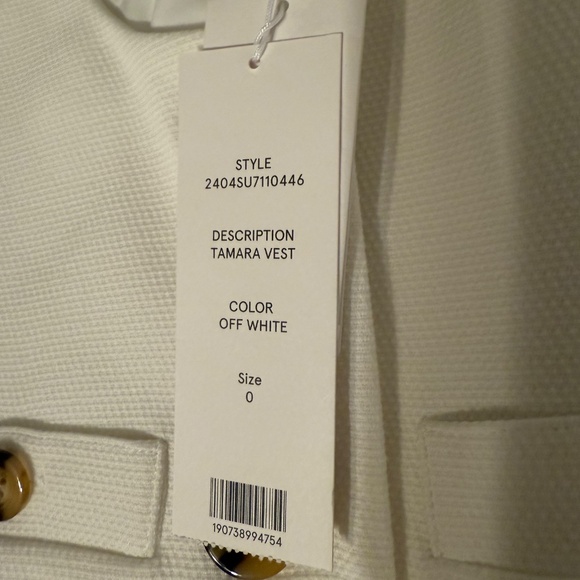 STYLE
2404SU7110446
DESCRIPTION
TAMARA VEST
COLOR
OFF WHITE
Size
0
190738994754